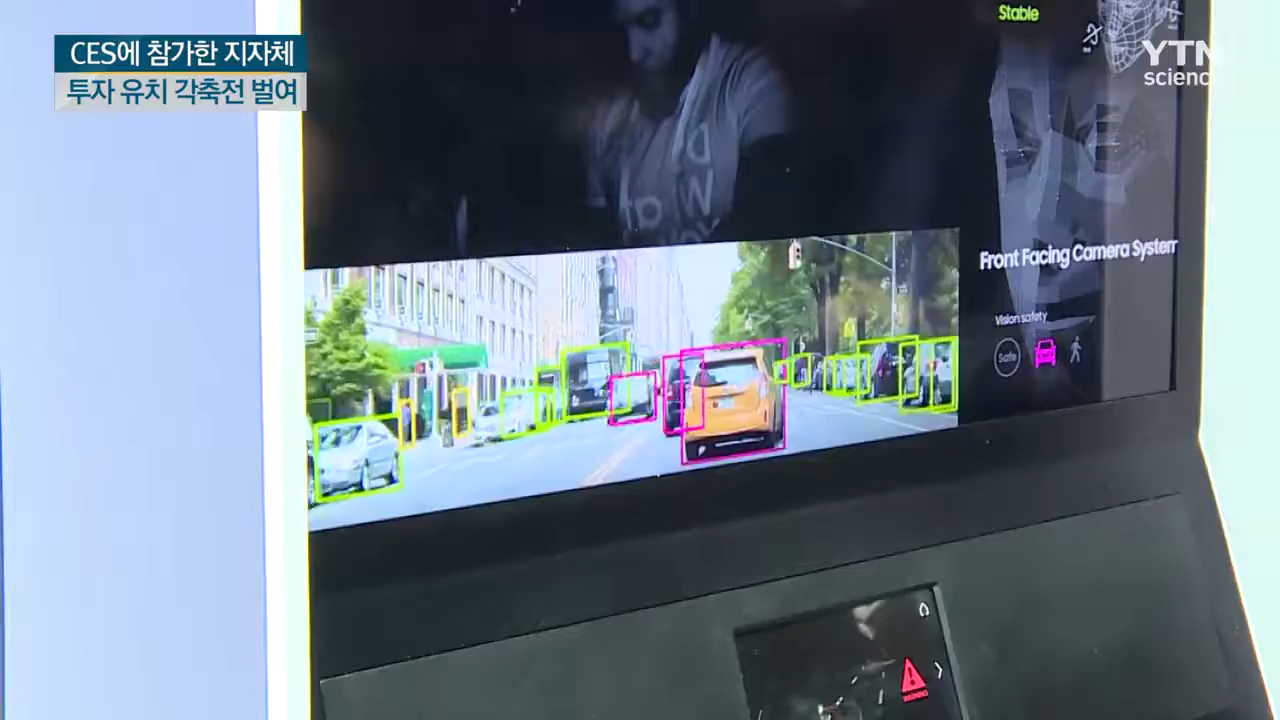 CES에 참가한 지자체
투자 유치 각축전 벌여
Stable
YTN
science
Front Facing Camera System
Vision safety
Safe
WARNING